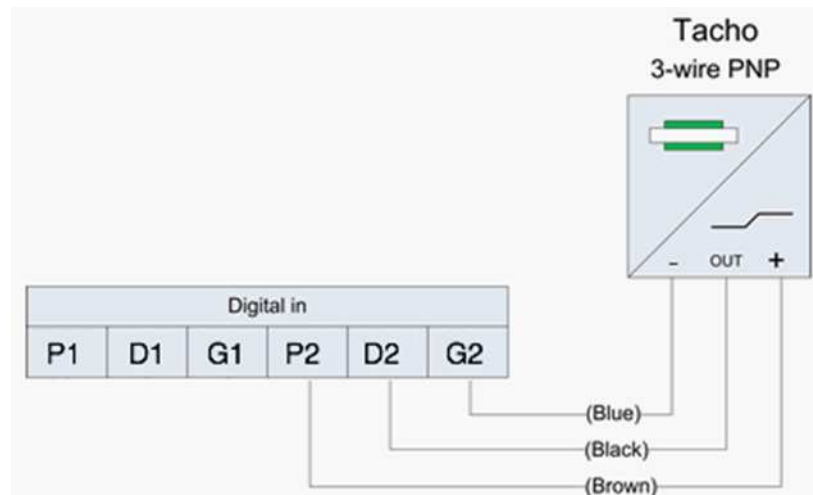 Tacho
3-wire PNP
- OUT +
Digital in
P1 D1 G1 P2 D2 G2
(Blue)
(Black)
(Brown)